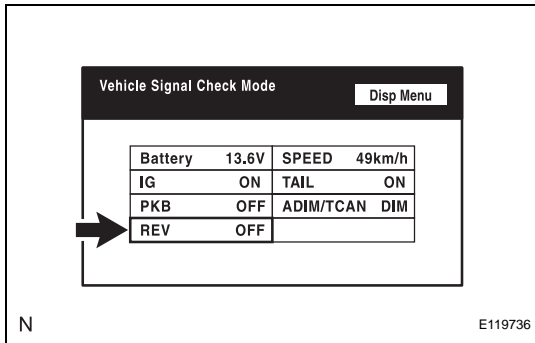 Vehicle Signal Check Mode
Disp Menu
Battery 13.6V SPEED 49km/h
IG ON TAIL ON
PKB OFF ADIM/TCAN DIM
REV OFF
N E119736